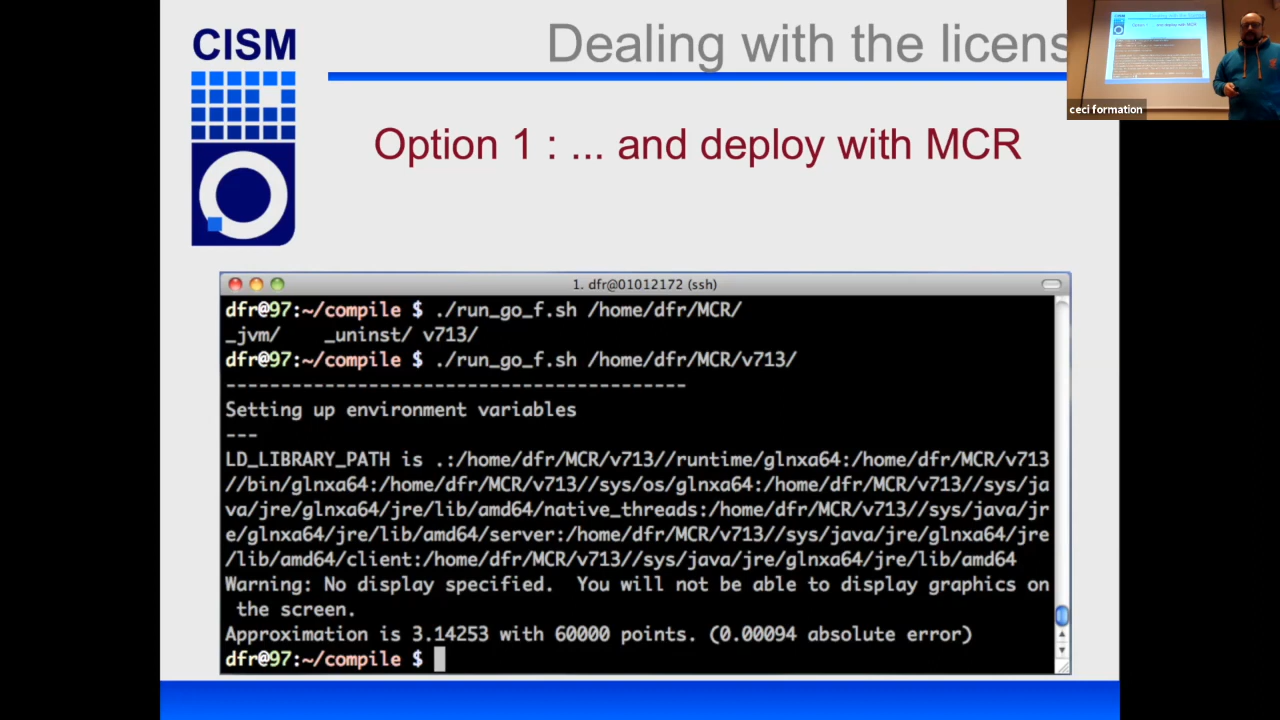 CISM
Dealing with the licens
ceci formation
Option 1 : ... and deploy with MCR
1. dfr@01012172 (ssh)
dfr@97:~/compile $ ./run_go_f.sh /home/dfr/MCR/
_jvm/    _uninst/ v713/
dfr@97:~/compile $ ./run_go_f.sh /home/dfr/MCR/v713/
------------------------------------------
Setting up environment variables
---
LD_LIBRARY_PATH is .:/home/dfr/MCR/v713//runtime/glnxa64:/home/dfr/MCR/v713
//bin/glnxa64:/home/dfr/MCR/v713//sys/os/glnxa64:/home/dfr/MCR/v713//sys/ja
va/jre/glnxa64/jre/lib/amd64/native_threads:/home/dfr/MCR/v713//sys/java/jr
e/glnxa64/jre/lib/amd64/server:/home/dfr/MCR/v713//sys/java/jre/glnxa64/jre
/lib/amd64/client:/home/dfr/MCR/v713//sys/java/jre/glnxa64/jre/lib/amd64
Warning: No display specified.  You will not be able to display graphics on
 the screen.
Approximation is 3.14253 with 60000 points. (0.00094 absolute error)
dfr@97:~/compile $